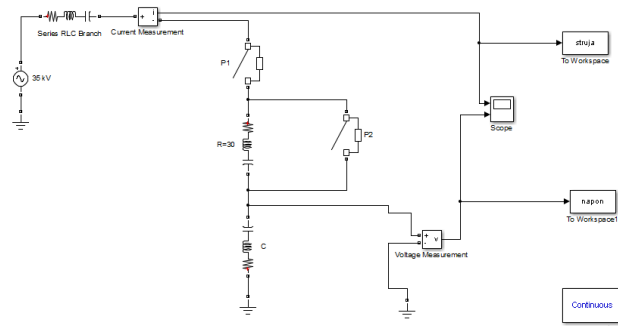 Series RLC Branch
Current Measurement
+
i
-
35 kV
+
P1
P2
R=30
C
struja
To Workspace
Scope
napon
To Workspace1
+
-
v
Voltage Measurement
Continuous